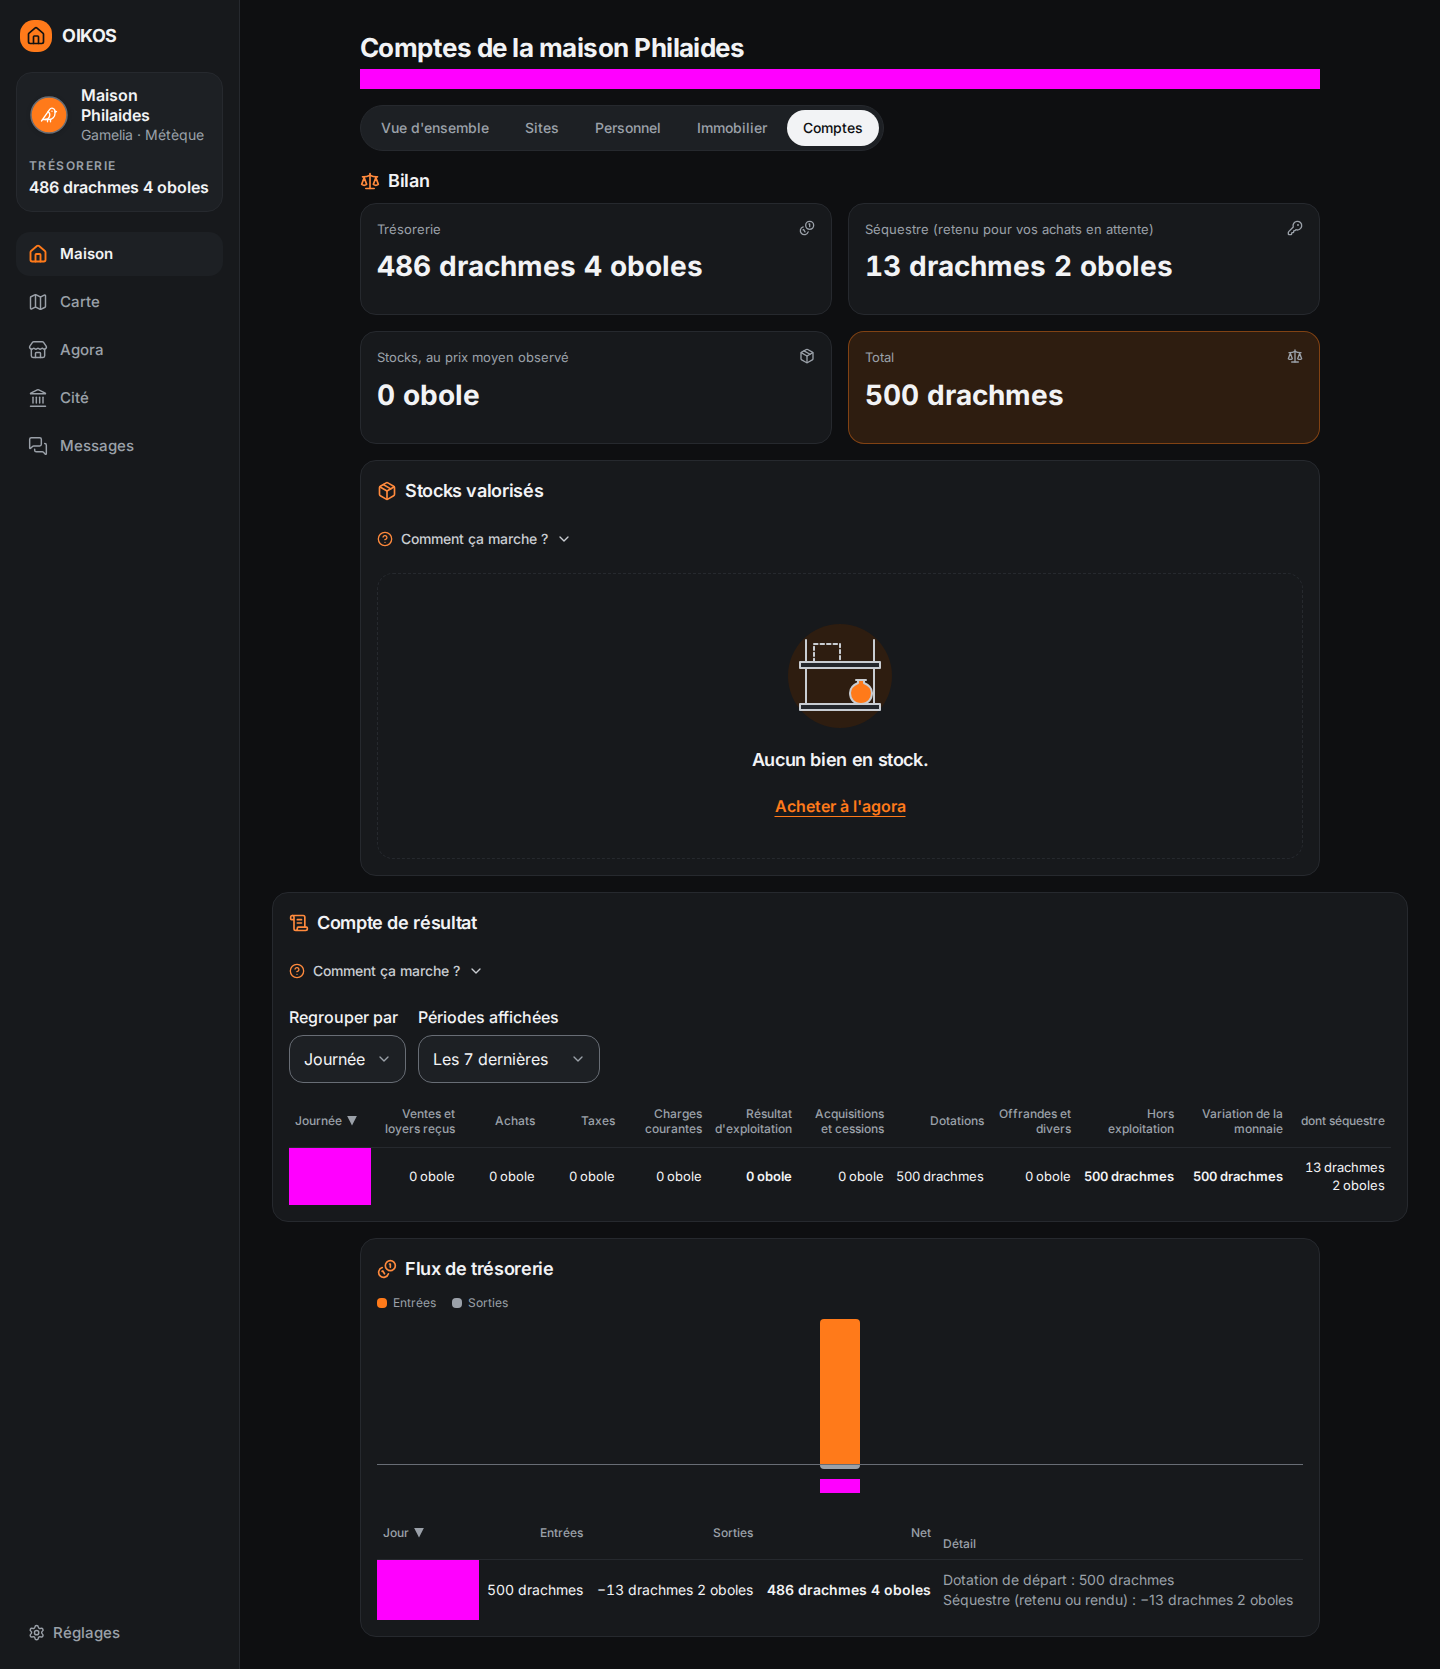 OIKOS
Maison
Philaides
Gamelia · Métèque
TRÉSORERIE
486 drachmes 4 oboles
Maison
Carte
Agora
Cité
Messages
Réglages
Comptes de la maison Philaides
Vue d'ensemble Sites Personnel Immobilier Comptes
Bilan
Trésorerie
486 drachmes 4 oboles
Séquestre (retenu pour vos achats en attente)
13 drachmes 2 oboles
Stocks, au prix moyen observé
0 obole
Total
500 drachmes
Stocks valorisés
Comment ça marche ?
Aucun bien en stock.
Acheter à l'agora
Compte de résultat
Comment ça marche ?
Regrouper par Périodes affichées
Journée Les 7 dernières
Journée ▼ Ventes et loyers reçus Achats Taxes Charges courantes Résultat d'exploitation Acquisitions et cessions Dotations Offrandes et divers Hors exploitation Variation de la monnaie dont séquestre
0 obole 0 obole 0 obole 0 obole 0 obole 0 obole 500 drachmes 0 obole 500 drachmes 500 drachmes 13 drachmes 2 oboles
Flux de trésorerie
Entrées Sorties
Jour ▼ Entrées Sorties Net Détail
500 drachmes −13 drachmes 2 oboles 486 drachmes 4 oboles Dotation de départ : 500 drachmes
Séquestre (retenu ou rendu) : −13 drachmes 2 oboles